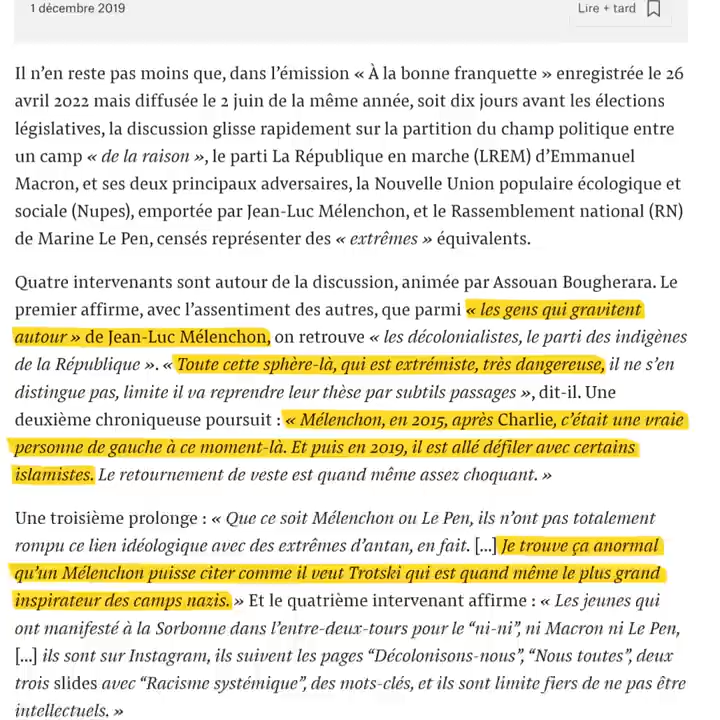 1 décembre 2019
Lire + tard
Il n’en reste pas moins que, dans l’émission « À la bonne franquette » enregistrée le 26
avril 2022 mais diffusée le 2 juin de la même année, soit dix jours avant les élections
législatives, la discussion glisse rapidement sur la partition du champ politique entre
un camp « de la raison », le parti La République en marche (LREM) d’Emmanuel
Macron, et ses deux principaux adversaires, la Nouvelle Union populaire écologique et
sociale (Nupes), emportée par Jean-Luc Mélenchon, et le Rassemblement national (RN)
de Marine Le Pen, censés représenter des « extrêmes » équivalents.
Quatre intervenants sont autour de la discussion, animée par Assouan Bougherara. Le
premier affirme, avec l’assentiment des autres, que parmi « les gens qui gravitent
autour » de Jean-Luc Mélenchon, on retrouve « les décolonialistes, le parti des indigènes
de la République ». « Toute cette sphère-là, qui est extrémiste, très dangereuse, il ne s’en
distingue pas, limite il va reprendre leur thèse par subtils passages », dit-il. Une
deuxième chroniqueuse poursuit : « Mélenchon, en 2015, après Charlie, c’était une vraie
personne de gauche à ce moment-là. Et puis en 2019, il est allé défiler avec certains
islamistes. Le retournement de veste est quand même assez choquant. »
Une troisième prolonge : « Que ce soit Mélenchon ou Le Pen, ils n’ont pas totalement
rompu ce lien idéologique avec des extrêmes d’antan, en fait. [...] Je trouve ça anormal
qu’un Mélenchon puisse citer comme il veut Trotski qui est quand même le plus grand
inspirateur des camps nazis. » Et le quatrième intervenant affirme : « Les jeunes qui
ont manifesté à la Sorbonne dans l’entre-deux-tours pour le “ni-ni”, ni Macron ni Le Pen,
[...] ils sont sur Instagram, ils suivent les pages “Décolonisons-nous”, “Nous toutes”, deux
trois slides avec “Racisme systémique”, des mots-clés, et ils sont limite fiers de ne pas être
intellectuels. »